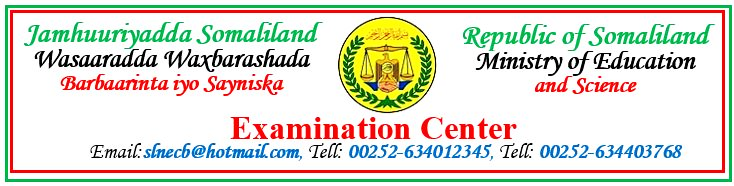 Jamhuuriyadda Somaliland
Wasaaradda Waxbarashada
Barbaarinta iyo Sayniska
Republic of Somaliland
Ministry of Education
and Science
Examination Center
Email:slnecb@hotmail.com, Tell: 00252-634012345, Tell: 00252-634403768